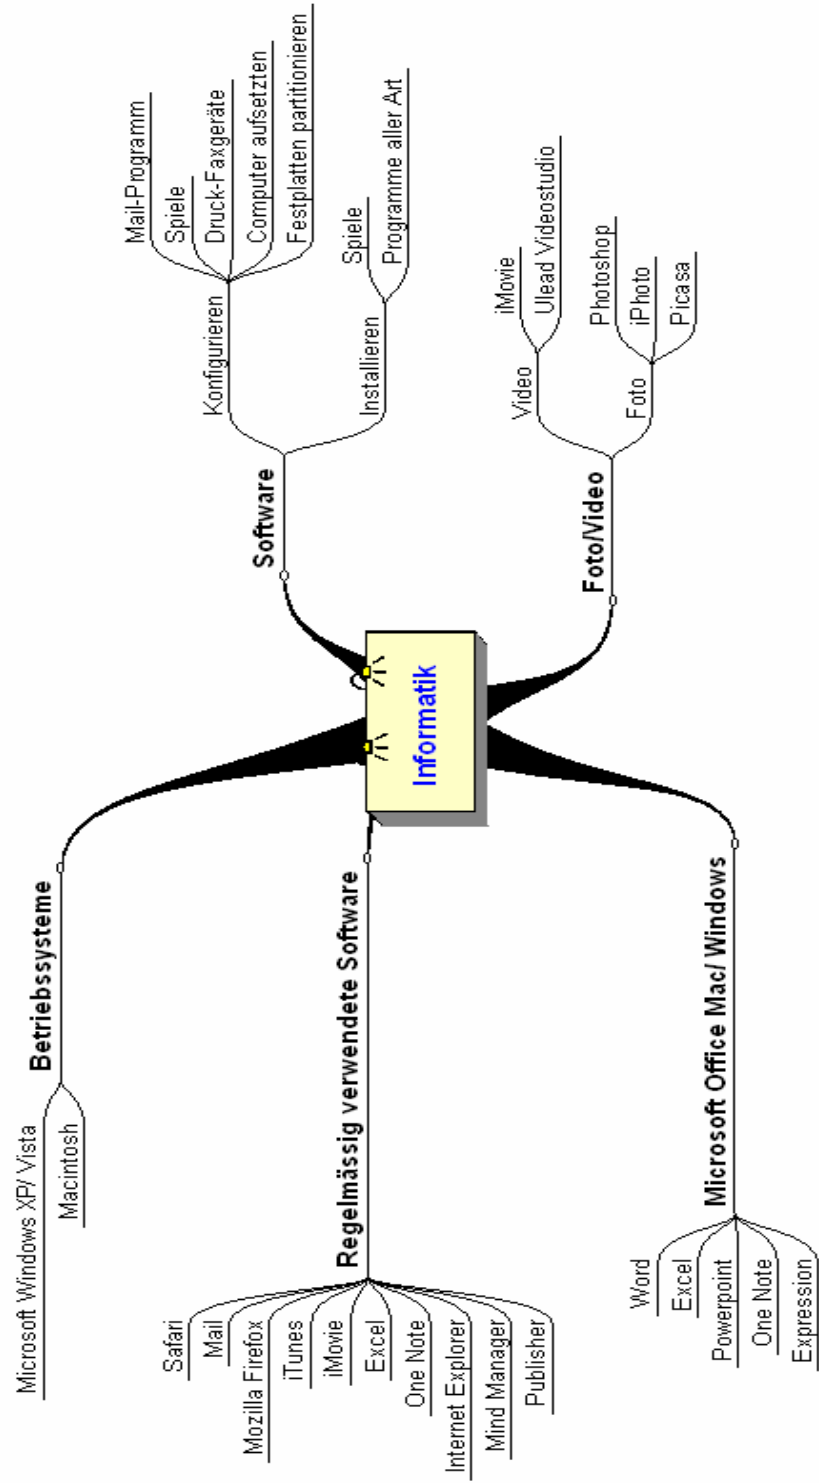 Informatik
Betriebssysteme
Microsoft Windows XP/ Vista
Macintosh
Regelmässig verwendete Software
Safari
Mail
Mozilla Firefox
iTunes
iMovie
Excel
One Note
Internet Explorer
Mind Manager
Publisher
Microsoft Office Mac/ Windows
Word
Excel
Powerpoint
One Note
Expression
Software
Konfigurieren
Mail-Programm
Spiele
Druck-Faxgeräte
Computer aufsetzten
Festplatten partitionieren
Installieren
Spiele
Programme aller Art
Foto/Video
Video
iMovie
Ulead Videostudio
Foto
Photoshop
iPhoto
Picasa